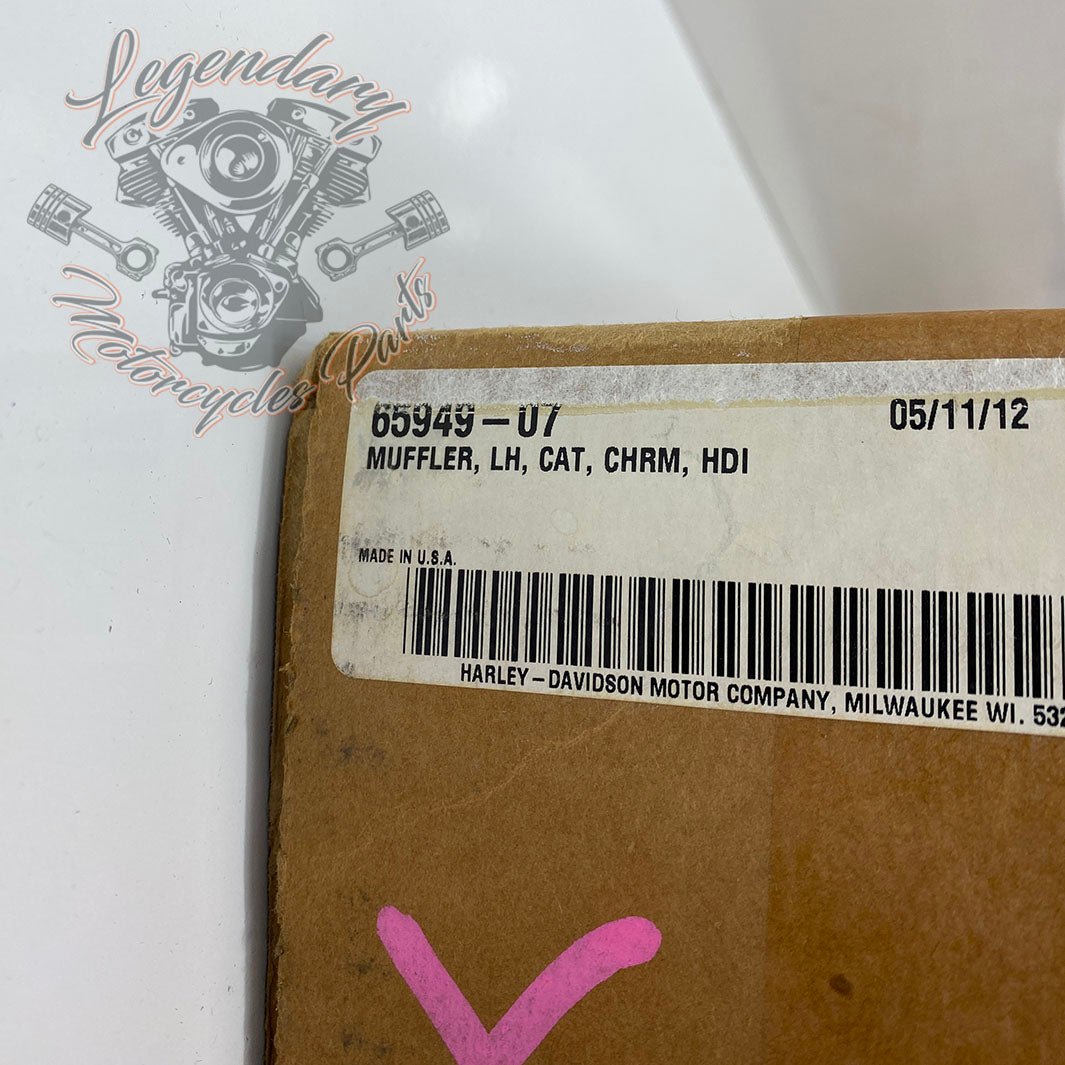 Legendary
Motorcycles Parts
65949-07 05/11/12
MUFFLER, LH, CAT, CHRM, HDI
MADE IN U.S.A.
HARLEY-DAVIDSON MOTOR COMPANY, MILWAUKEE WI. 532